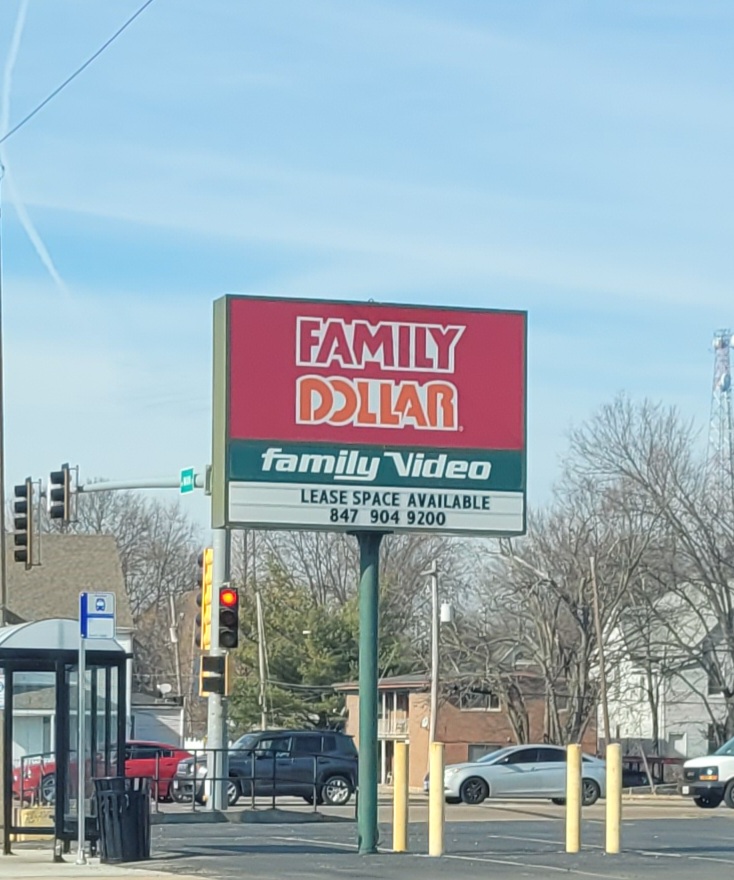 FAMILY
DOLLAR
family Video
LEASE SPACE AVAILABLE
847 904 9200